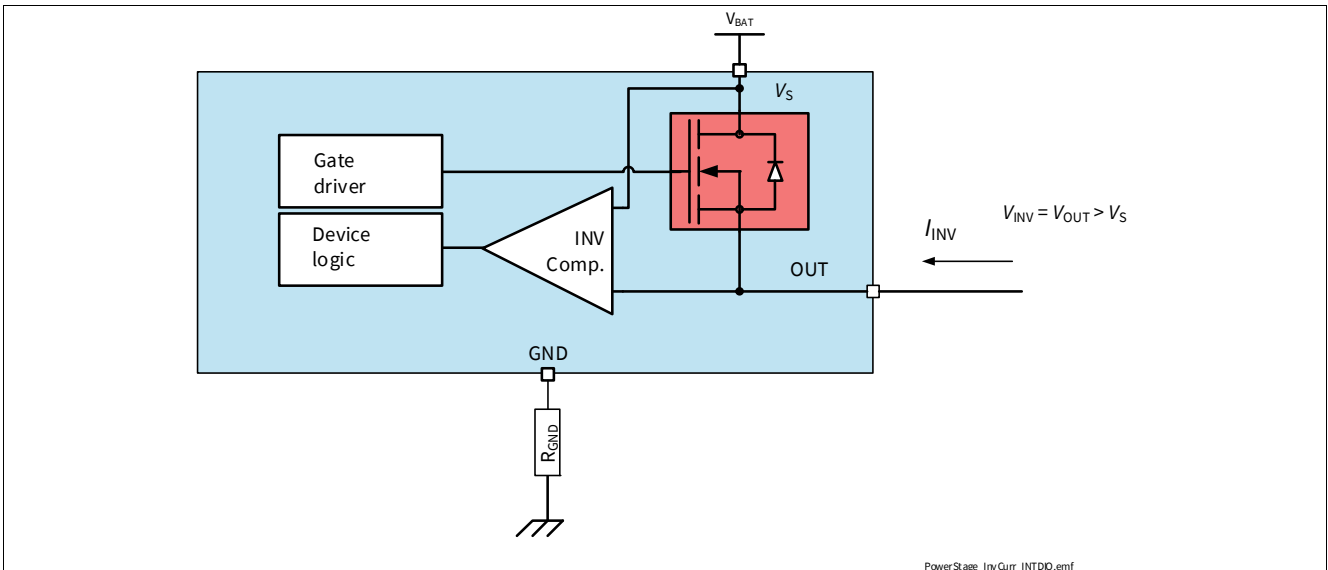 VBAT
VS
Gate
driver
Device
logic
INV
Comp.
OUT
IINV
VINV = VOUT > VS
GND
RGND
PowerStage_InvCurr_INTDIO.emf